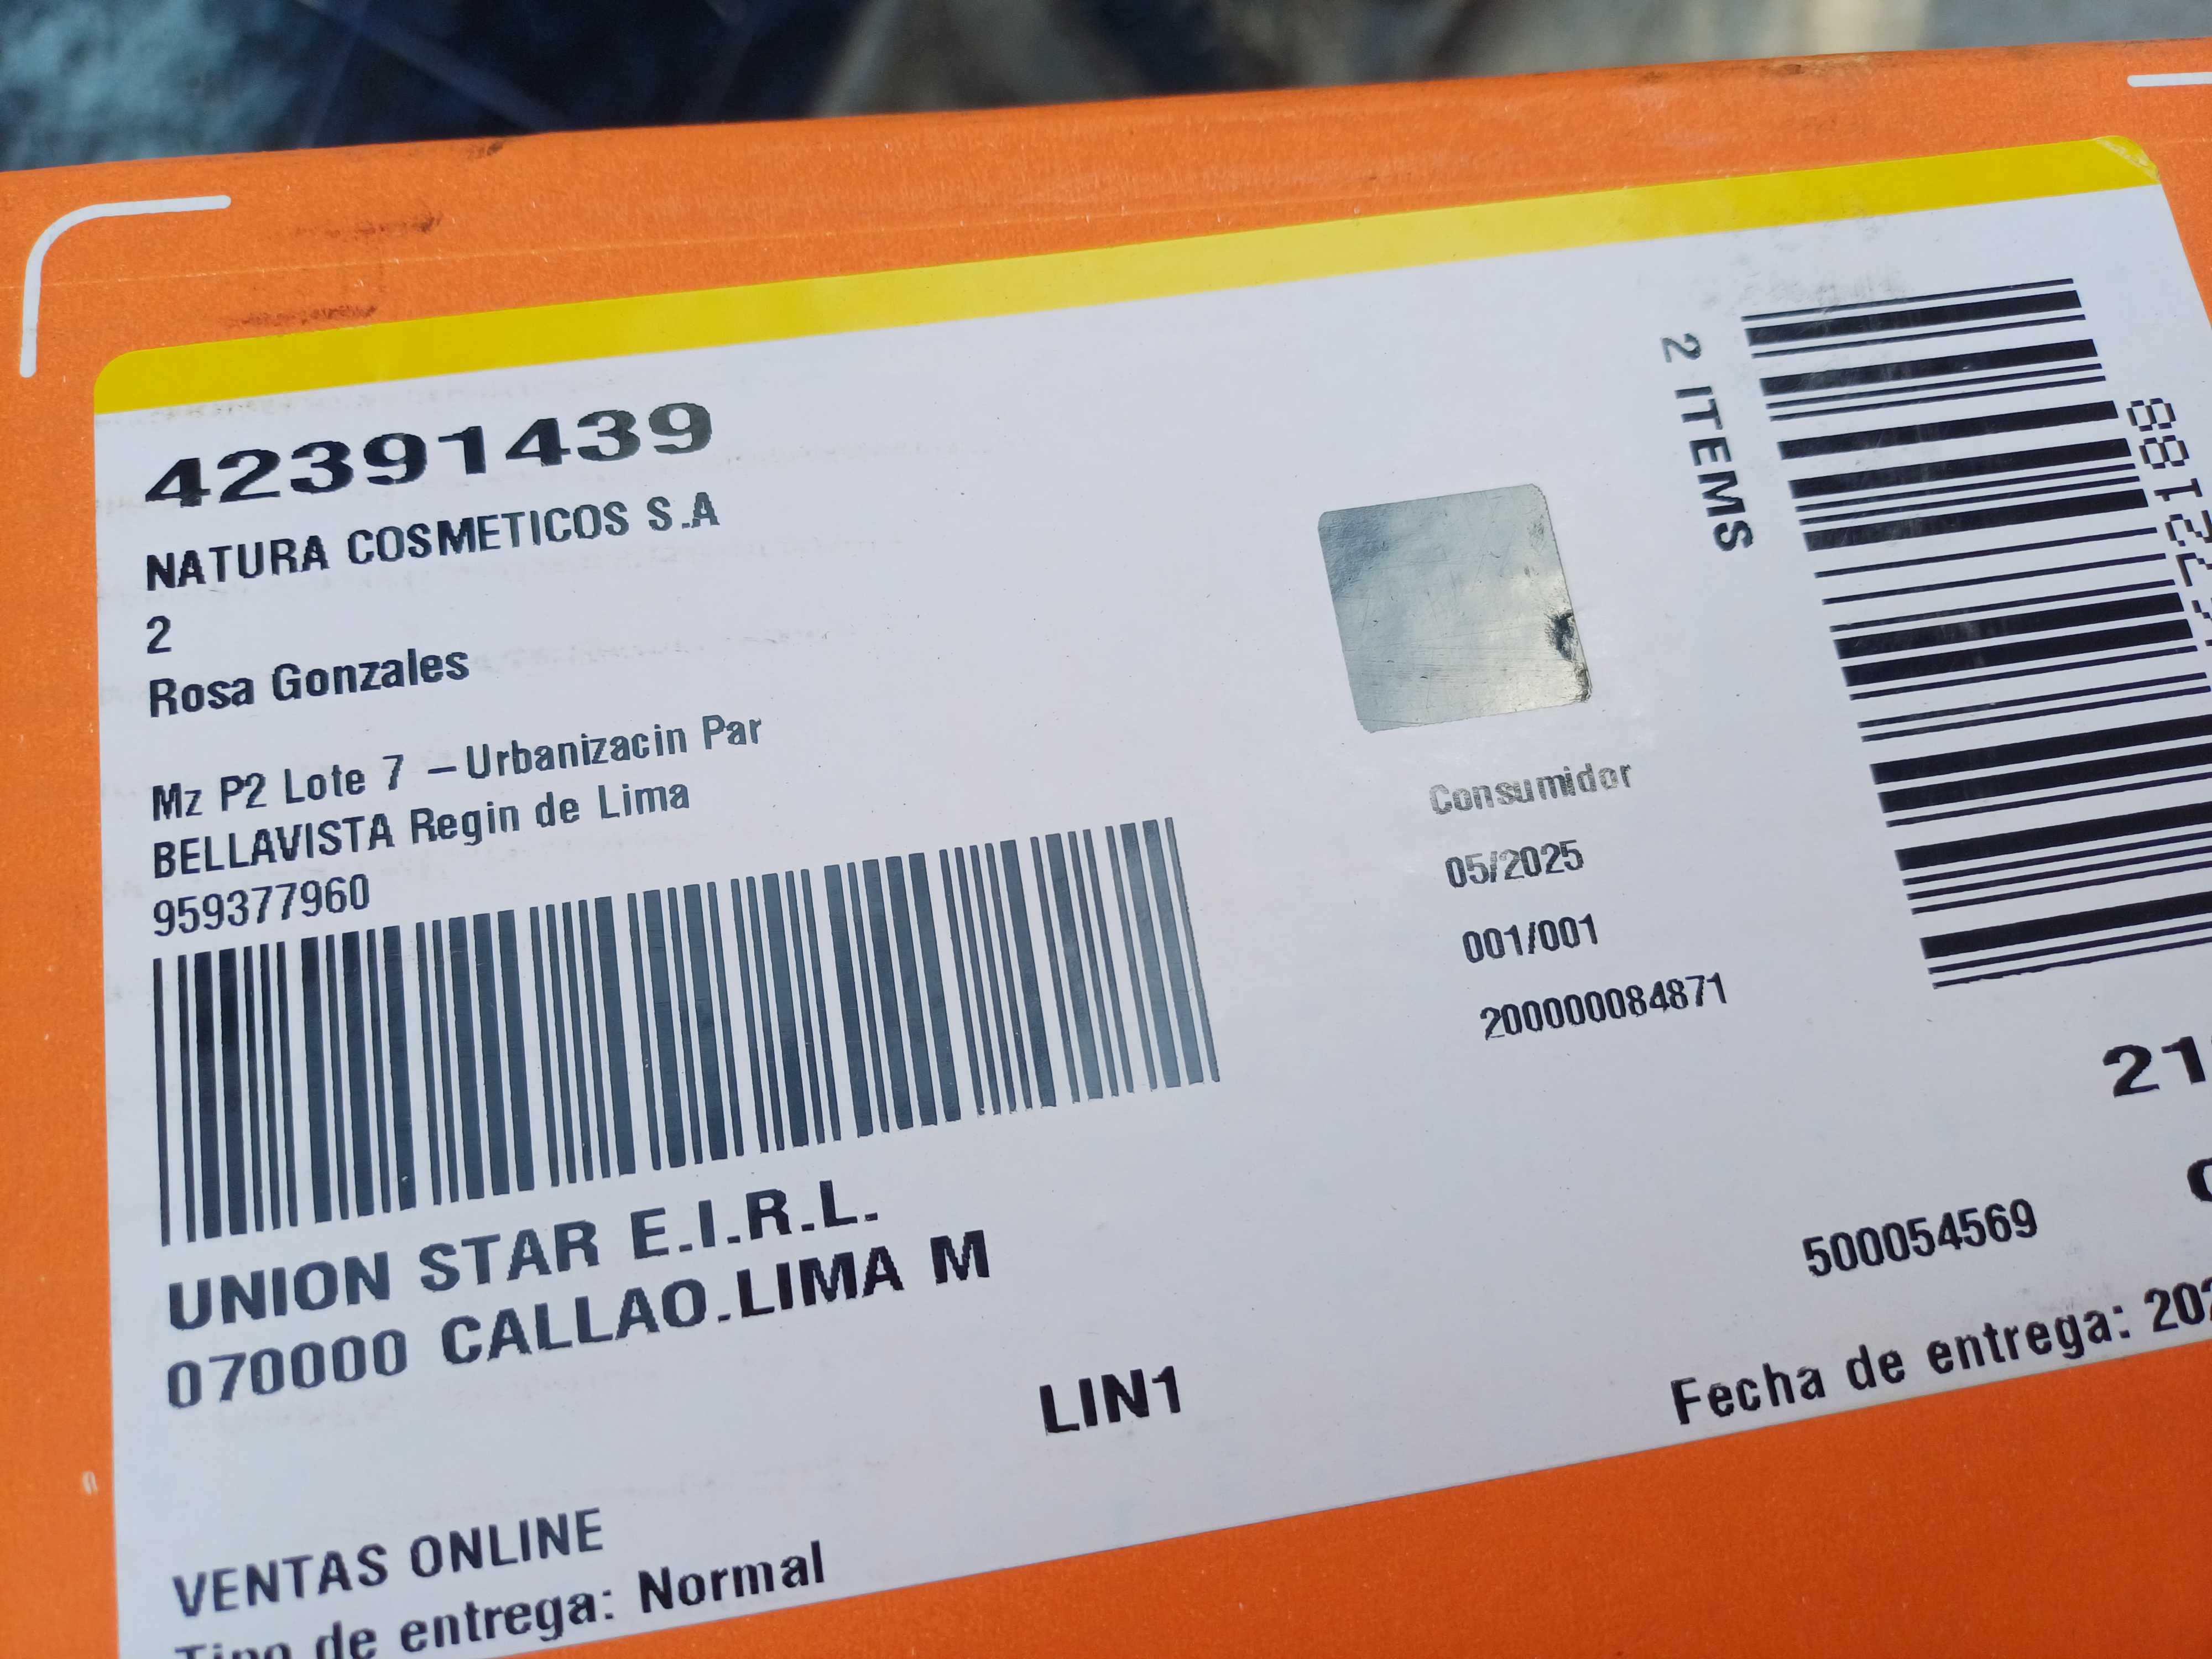 42391439
NATURA COSMETICOS S.A
2
Rosa Gonzales
Mz P2 Lote 7 – Urbanizacin Par
BELLAVISTA Regin de Lima
959377960
UNION STAR E.I.R.L.
070000 CALLAO.LIMA M
LIN1
VENTAS ONLINE
Tipo de entrega: Normal
2 ITEMS
Consumidor
05/2025
001/001
200000084871
500054569
Fecha de entrega: